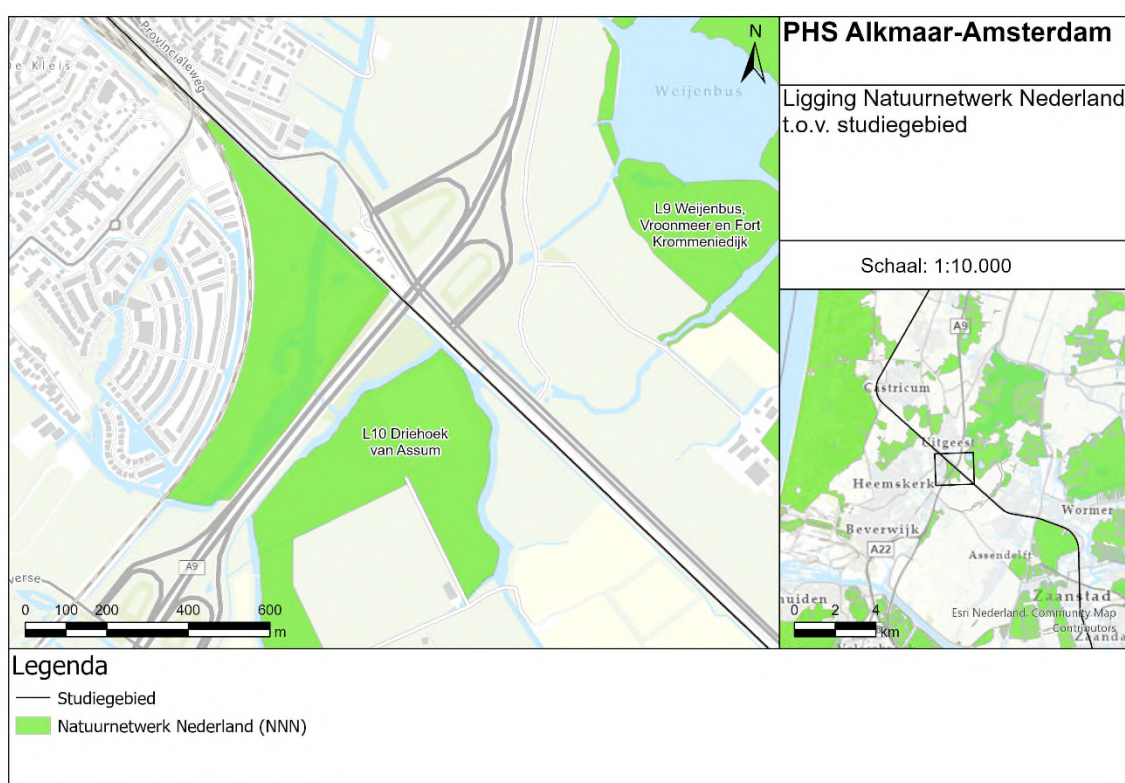 PHS Alkmaar-Amsterdam
Ligging Natuurnetwerk Nederland
t.o.v. studiegebied
Schaal: 1:10.000
De Kleis
Provincialeweg
N
Weijenbus
L9 Weijenbus,
Vroonmeer en Fort
Krommeniedijk
L10 Driehoek
van Assum
A9
0 100 200 400 600
m
A9
Castricum
Uitgeest
Heemskerk
Beverwijk
A22
Wormer
Assendelft
Zaanstad
Esri Nederland, Community Map
Contributors
0 2 4
km
Legenda
Studiegebied
Natuurnetwerk Nederland (NNN)